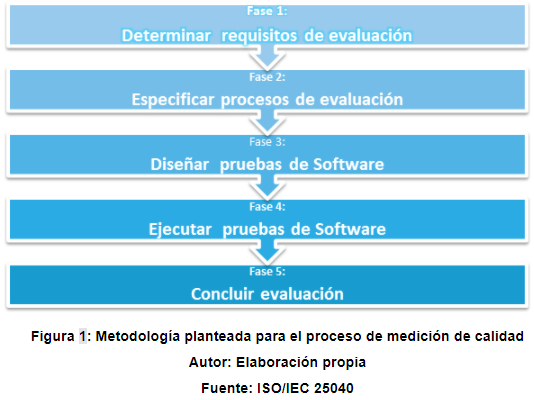 Fase 1:
Determinar requisitos de evaluación
Fase 2:
Especificar procesos de evaluación
Fase 3:
Diseñar pruebas de Software
Fase 4:
Ejecutar pruebas de Software
Fase 5:
Concluir evaluación
Figura 1: Metodología planteada para el proceso de medición de calidad
Autor: Elaboración propia
Fuente: ISO/IEC 25040